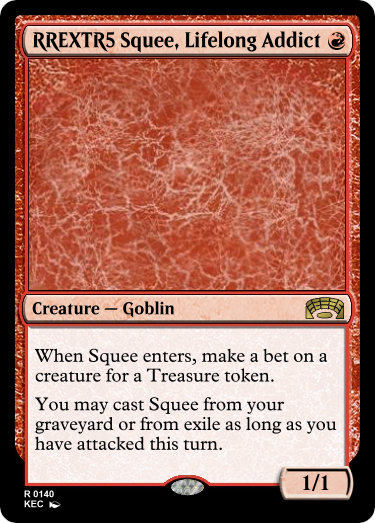 RREXTR5 Squee, Lifelong Addict
Creature — Goblin
When Squee enters, make a bet on a
creature for a Treasure token.
You may cast Squee from your
graveyard or from exile as long as you
have attacked this turn.
1/1
R 0140
KEC